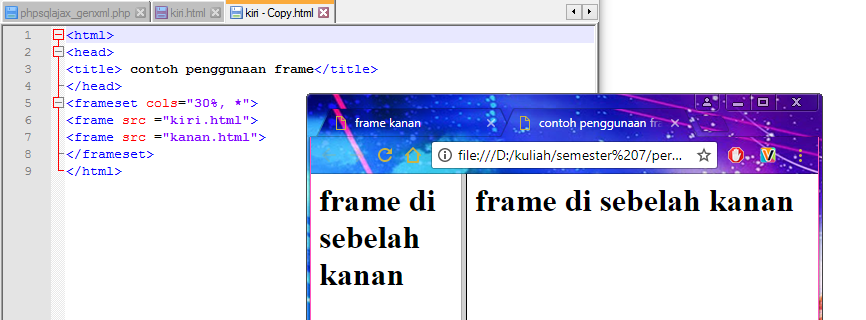 phpsqlajax_genxml.php kiri.html kiri - Copy.html
1 <html>
2 <head>
3 <title> contoh penggunaan frame</title>
4 </head>
5 <frameset cols="30%, *">
6 <frame src ="kiri.html">
7 <frame src ="kanan.html">
8 </frameset>
9 </html>
frame kanan contoh penggunaan fr
file:///D:/kuliah/semester%207/per...
frame di
sebelah
kanan
frame di sebelah kanan